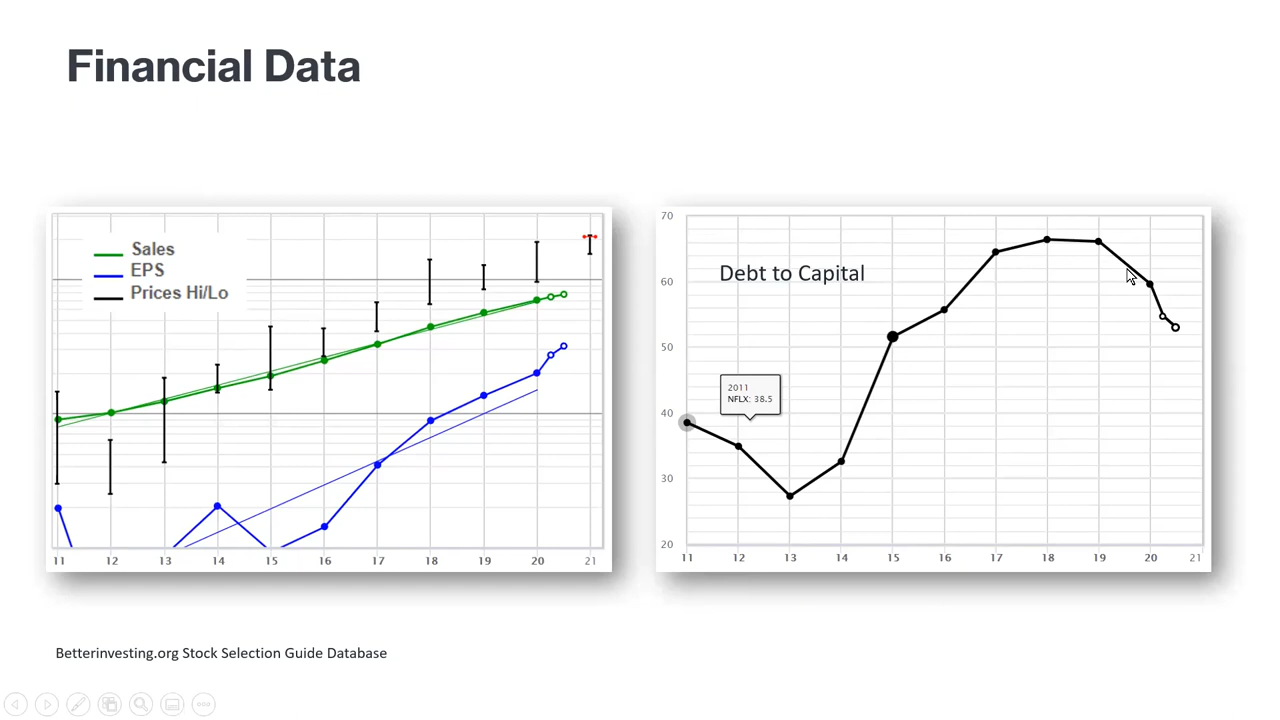 Financial Data
Sales
EPS
Prices Hi/Lo
11 12 13 14 15 16 17 18 19 20 21
70
60
50
40
30
20
Debt to Capital
2011
NFLX: 38.5
11 12 13 14 15 16 17 18 19 20 21
Betterinvesting.org Stock Selection Guide Database